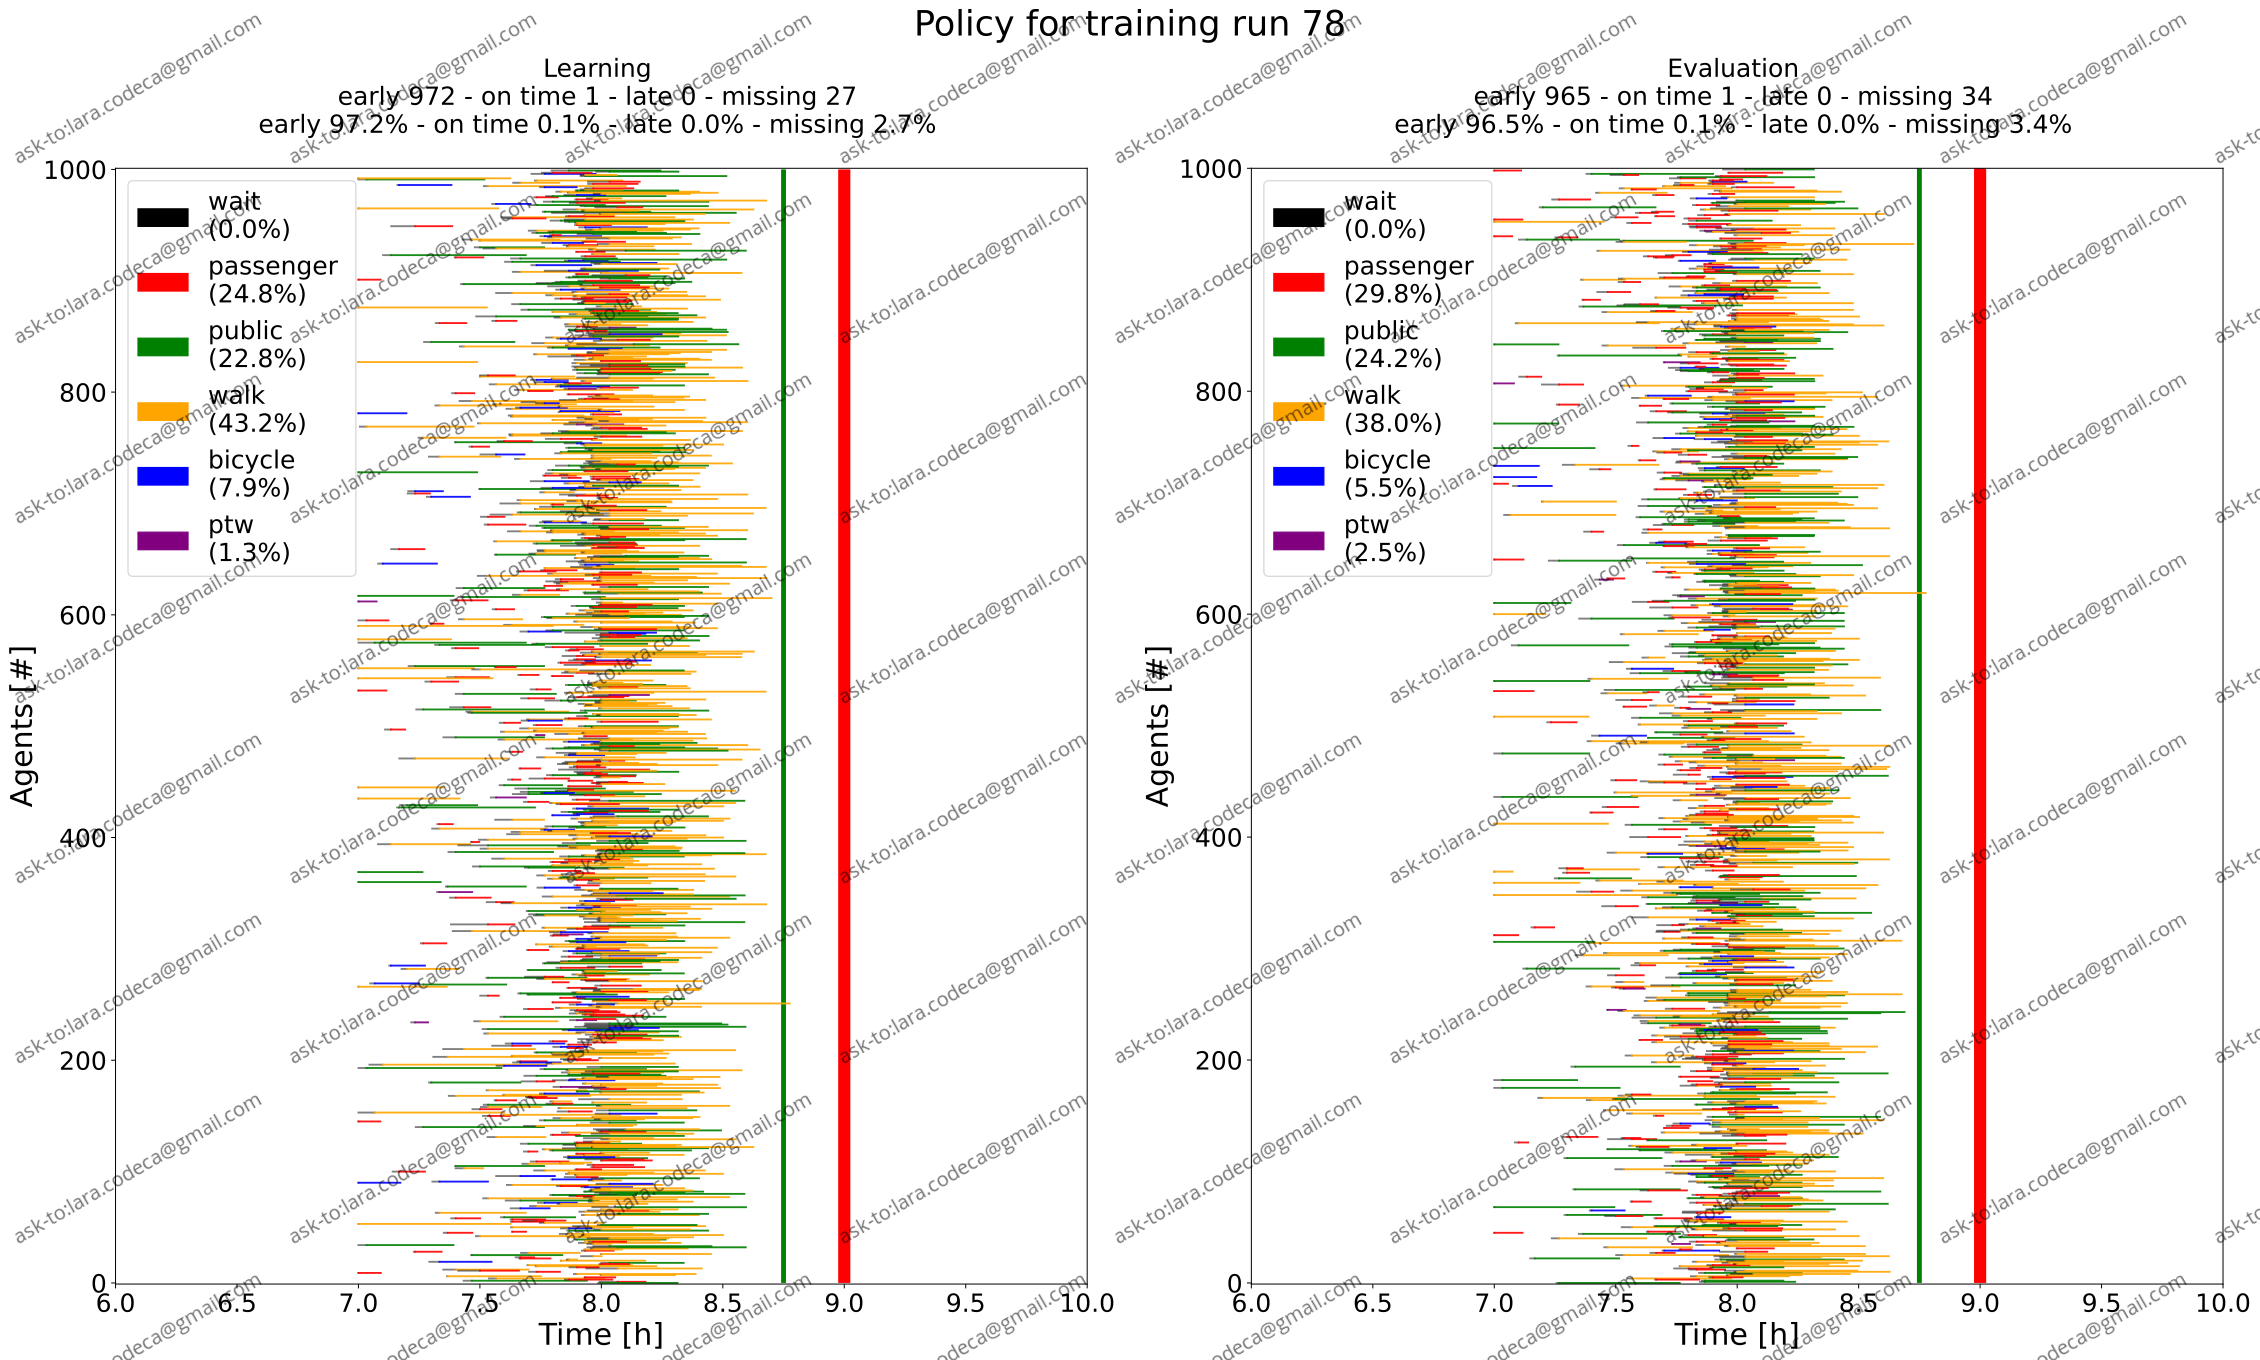 Policy for training run 78
Learning
early 972 - on time 1 - late 0 - missing 27
early 97.2% - on time 0.1% - late 0.0% - missing 2.7%
1000
800
600
400
200
0
Agents [#]
wait
(0.0%)
passenger
(24.8%)
public
(22.8%)
walk
(43.2%)
bicycle
(7.9%)
ptw
(1.3%)
6.0 6.5 7.0 7.5 8.0 8.5 9.0 9.5 10.0
Time [h]
Evaluation
early 965 - on time 1 - late 0 - missing 34
early 96.5% - on time 0.1% - late 0.0% - missing 3.4%
1000
800
600
400
200
0
Agents [#]
wait
(0.0%)
passenger
(29.8%)
public
(24.2%)
walk
(38.0%)
bicycle
(5.5%)
ptw
(2.5%)
6.0 6.5 7.0 7.5 8.0 8.5 9.0 9.5 10.0
Time [h]
ask-to:lara.codeca@gmail.com